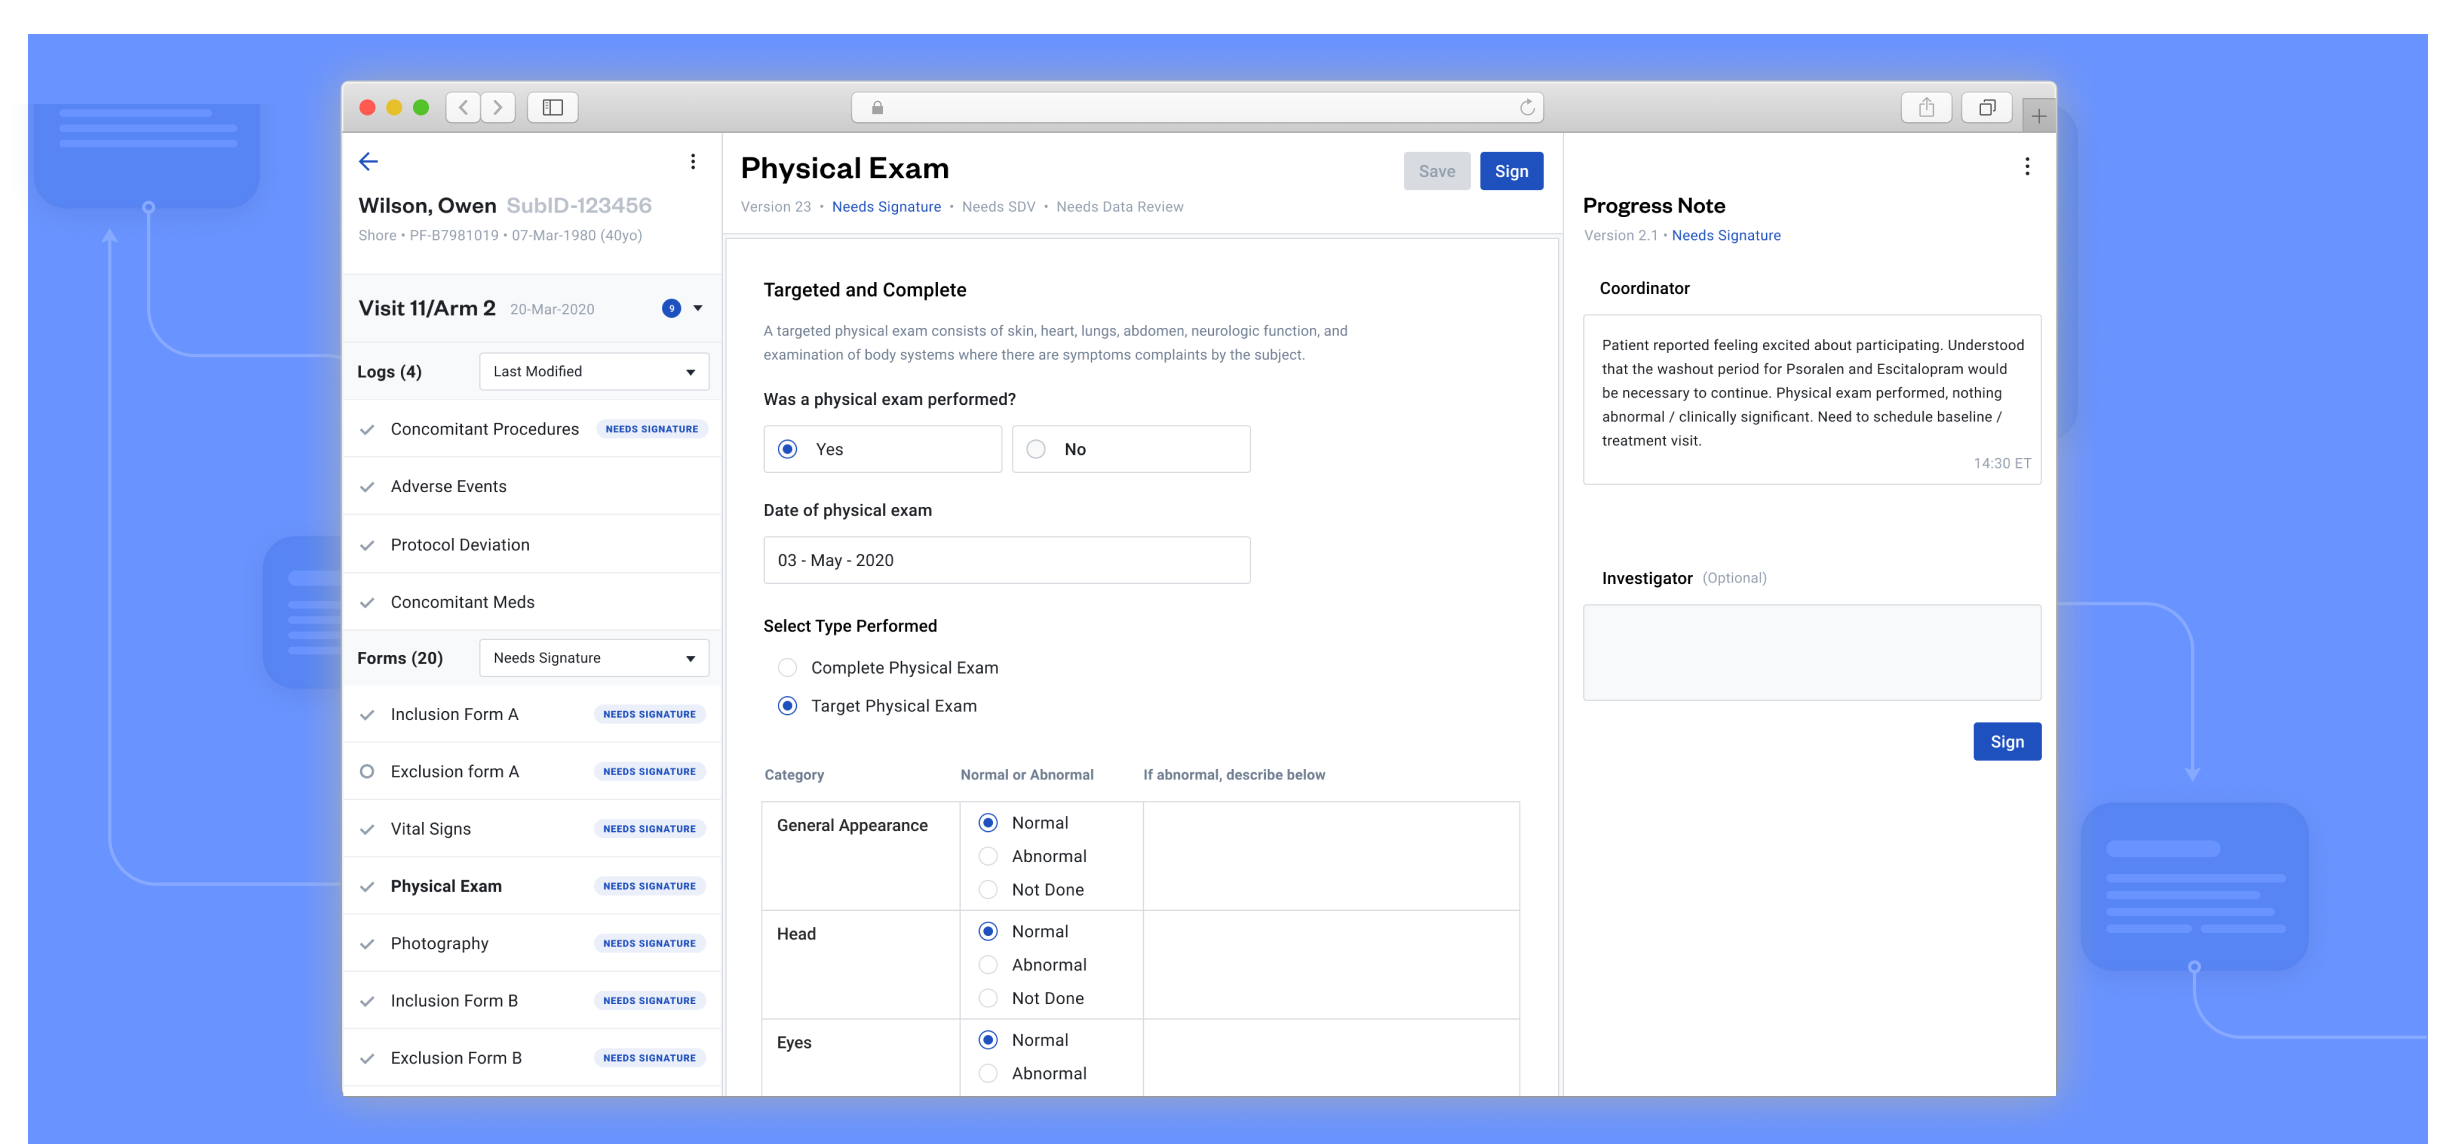 Wilson, Owen SubID-123456
Shore • PF-B7981019 • 07-Mar-1980 (40yo)
Visit 11/Arm 2 20-Mar-2020 9
Logs (4) Last Modified
Concomitant Procedures NEEDS SIGNATURE
Adverse Events
Protocol Deviation
Concomitant Meds
Forms (20) Needs Signature
Inclusion Form A NEEDS SIGNATURE
Exclusion form A NEEDS SIGNATURE
Vital Signs NEEDS SIGNATURE
Physical Exam NEEDS SIGNATURE
Photography NEEDS SIGNATURE
Inclusion Form B NEEDS SIGNATURE
Exclusion Form B NEEDS SIGNATURE
Physical Exam
Save Sign
Version 23 • Needs Signature • Needs SDV • Needs Data Review
Targeted and Complete
A targeted physical exam consists of skin, heart, lungs, abdomen, neurologic function, and
examination of body systems where there are symptoms complaints by the subject.
Was a physical exam performed?
Yes No
Date of physical exam
03 - May - 2020
Select Type Performed
Complete Physical Exam
Target Physical Exam
Category Normal or Abnormal If abnormal, describe below
General Appearance Normal
Abnormal
Not Done
Head Normal
Abnormal
Not Done
Eyes Normal
Abnormal
Progress Note
Version 2.1 • Needs Signature
Coordinator
Patient reported feeling excited about participating. Understood
that the washout period for Psoralen and Escitalopram would
be necessary to continue. Physical exam performed, nothing
abnormal / clinically significant. Need to schedule baseline /
treatment visit.
14:30 ET
Investigator (Optional)
Sign